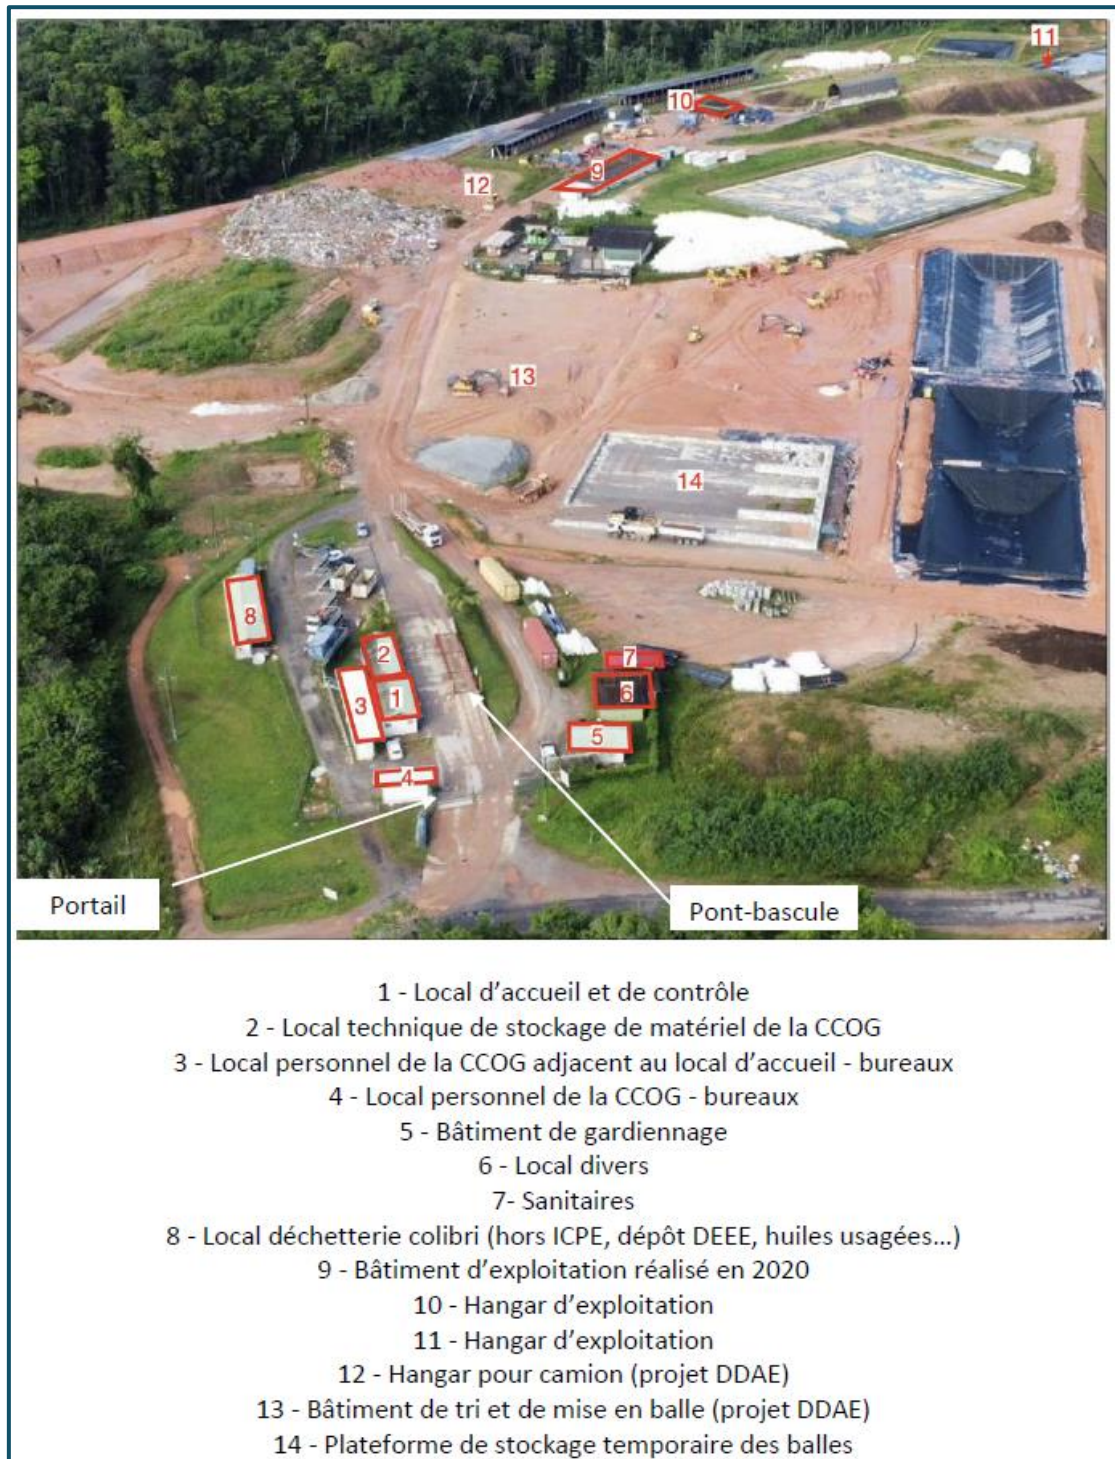 11
10
9
12
13
14
8
2
7
1
3
6
5
4
Portail
Pont-bascule
1 - Local d'accueil et de contrôle
2 - Local technique de stockage de matériel de la CCOG
3 - Local personnel de la CCOG adjacent au local d'accueil - bureaux
4 - Local personnel de la CCOG - bureaux
5 - Bâtiment de gardiennage
6 - Local divers
7- Sanitaires
8 - Local déchetterie colibri (hors ICPE, dépôt DEEE, huiles usagées…)
9 - Bâtiment d'exploitation réalisé en 2020
10 - Hangar d'exploitation
11 - Hangar d'exploitation
12 - Hangar pour camion (projet DDAE)
13 - Bâtiment de tri et de mise en balle (projet DDAE)
14 - Plateforme de stockage temporaire des balles